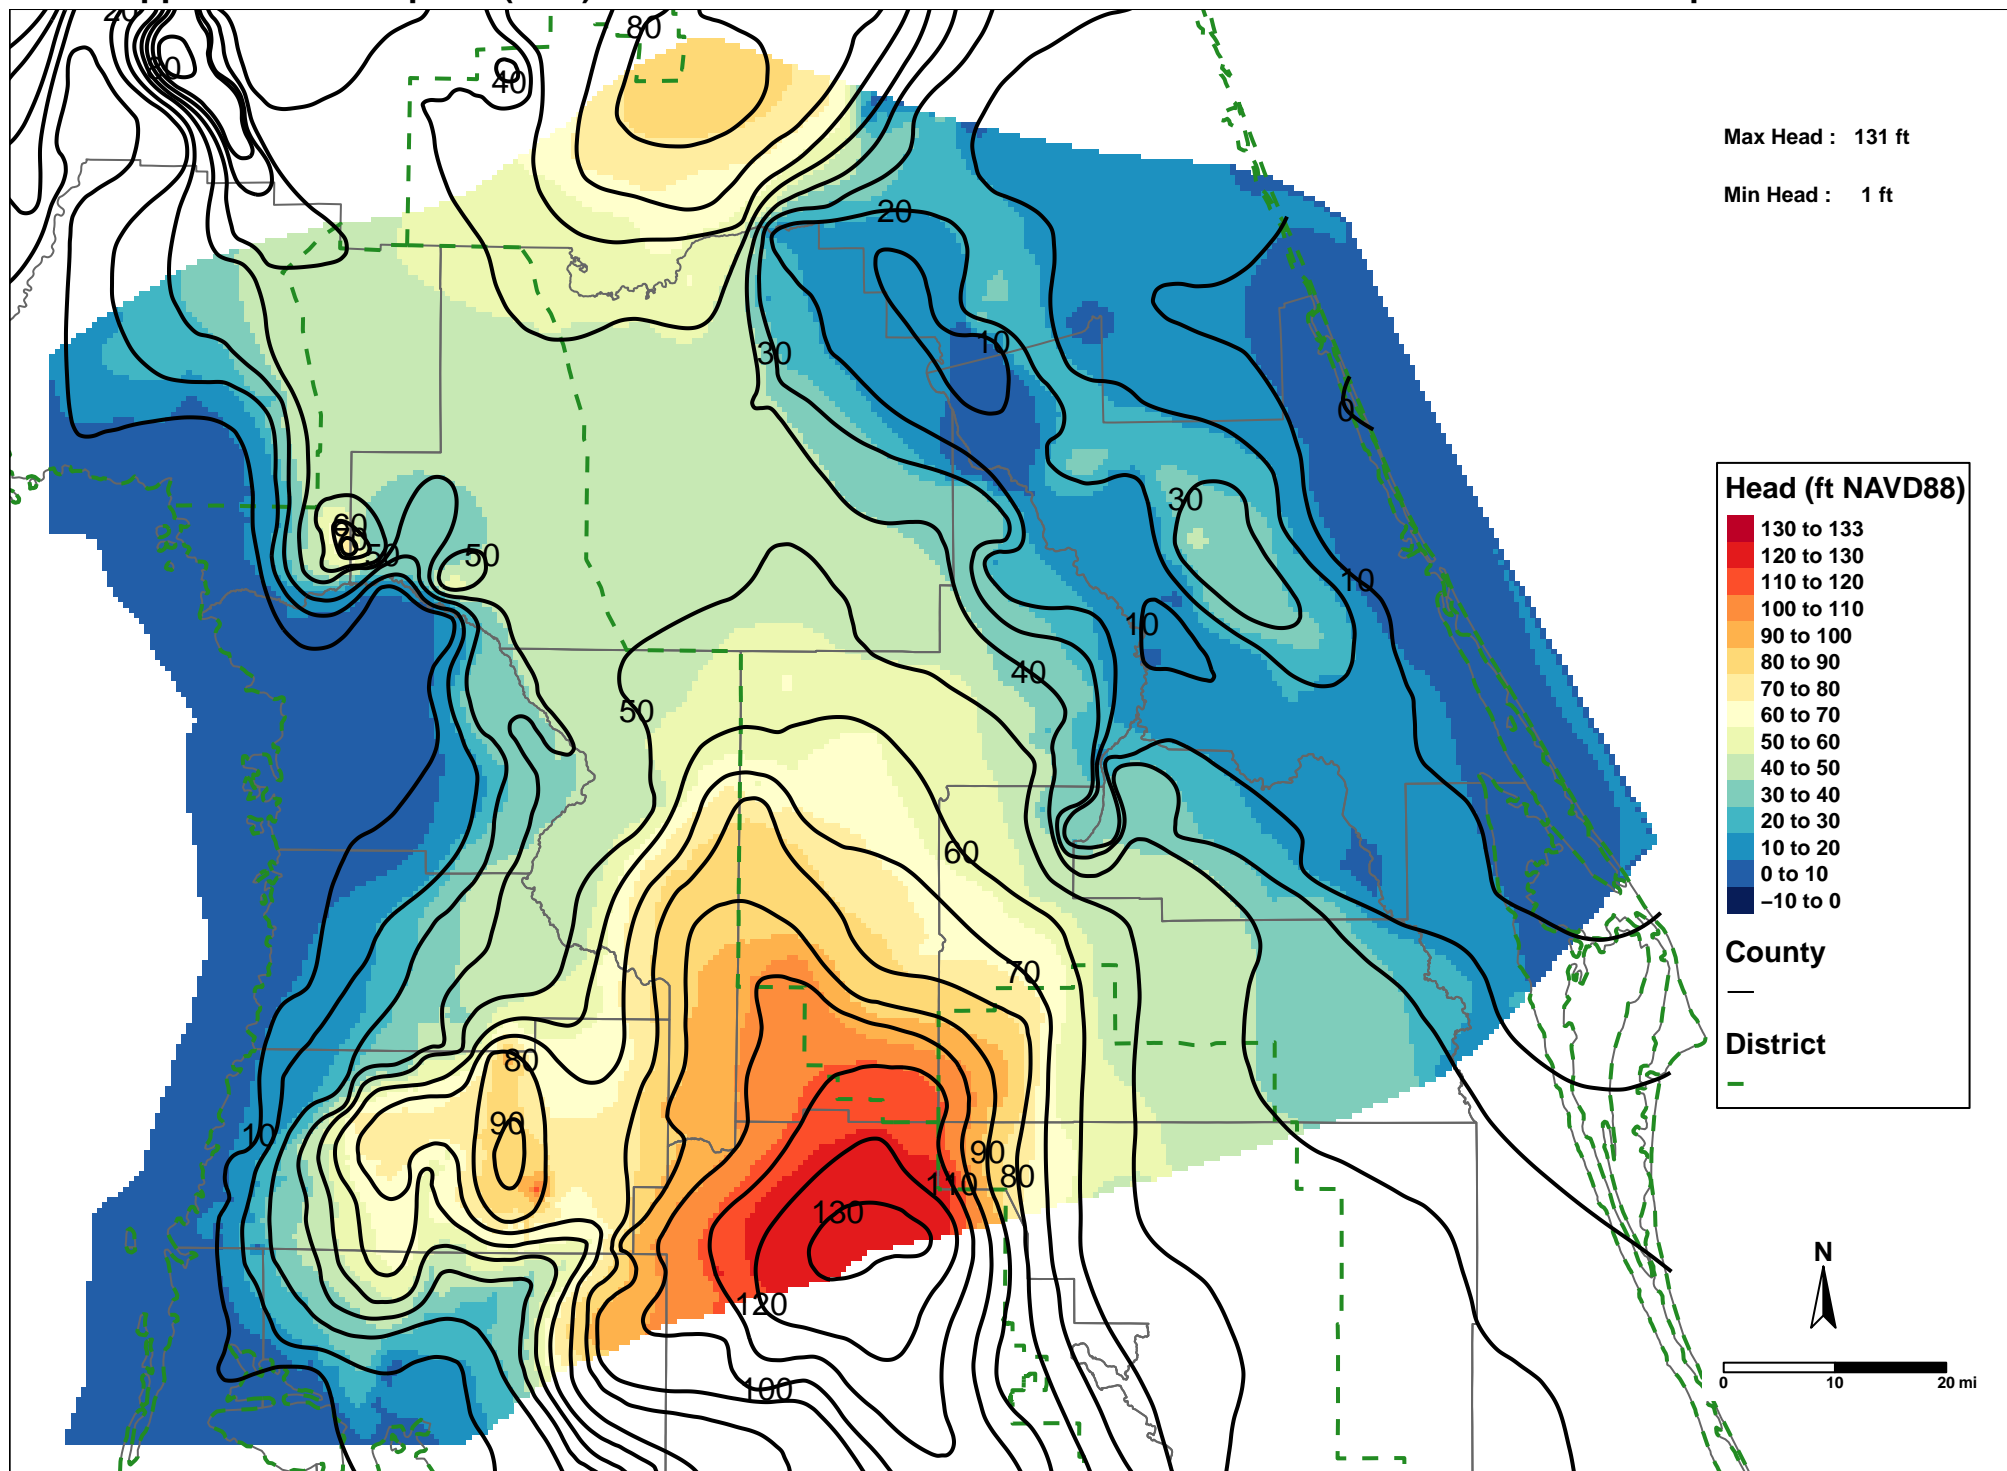 20
80
40
20
10
30
30
0
60
50
50
10
10
40
50
60
70
80
90
10
90
80
110
130
120
100
Max Head : 131 ft
Min Head : 1 ft
Head (ft NAVD88)
130 to 133
120 to 130
110 to 120
100 to 110
90 to 100
80 to 90
70 to 80
60 to 70
50 to 60
40 to 50
30 to 40
20 to 30
10 to 20
0 to 10
–10 to 0
County
District
N
0 10 20 mi